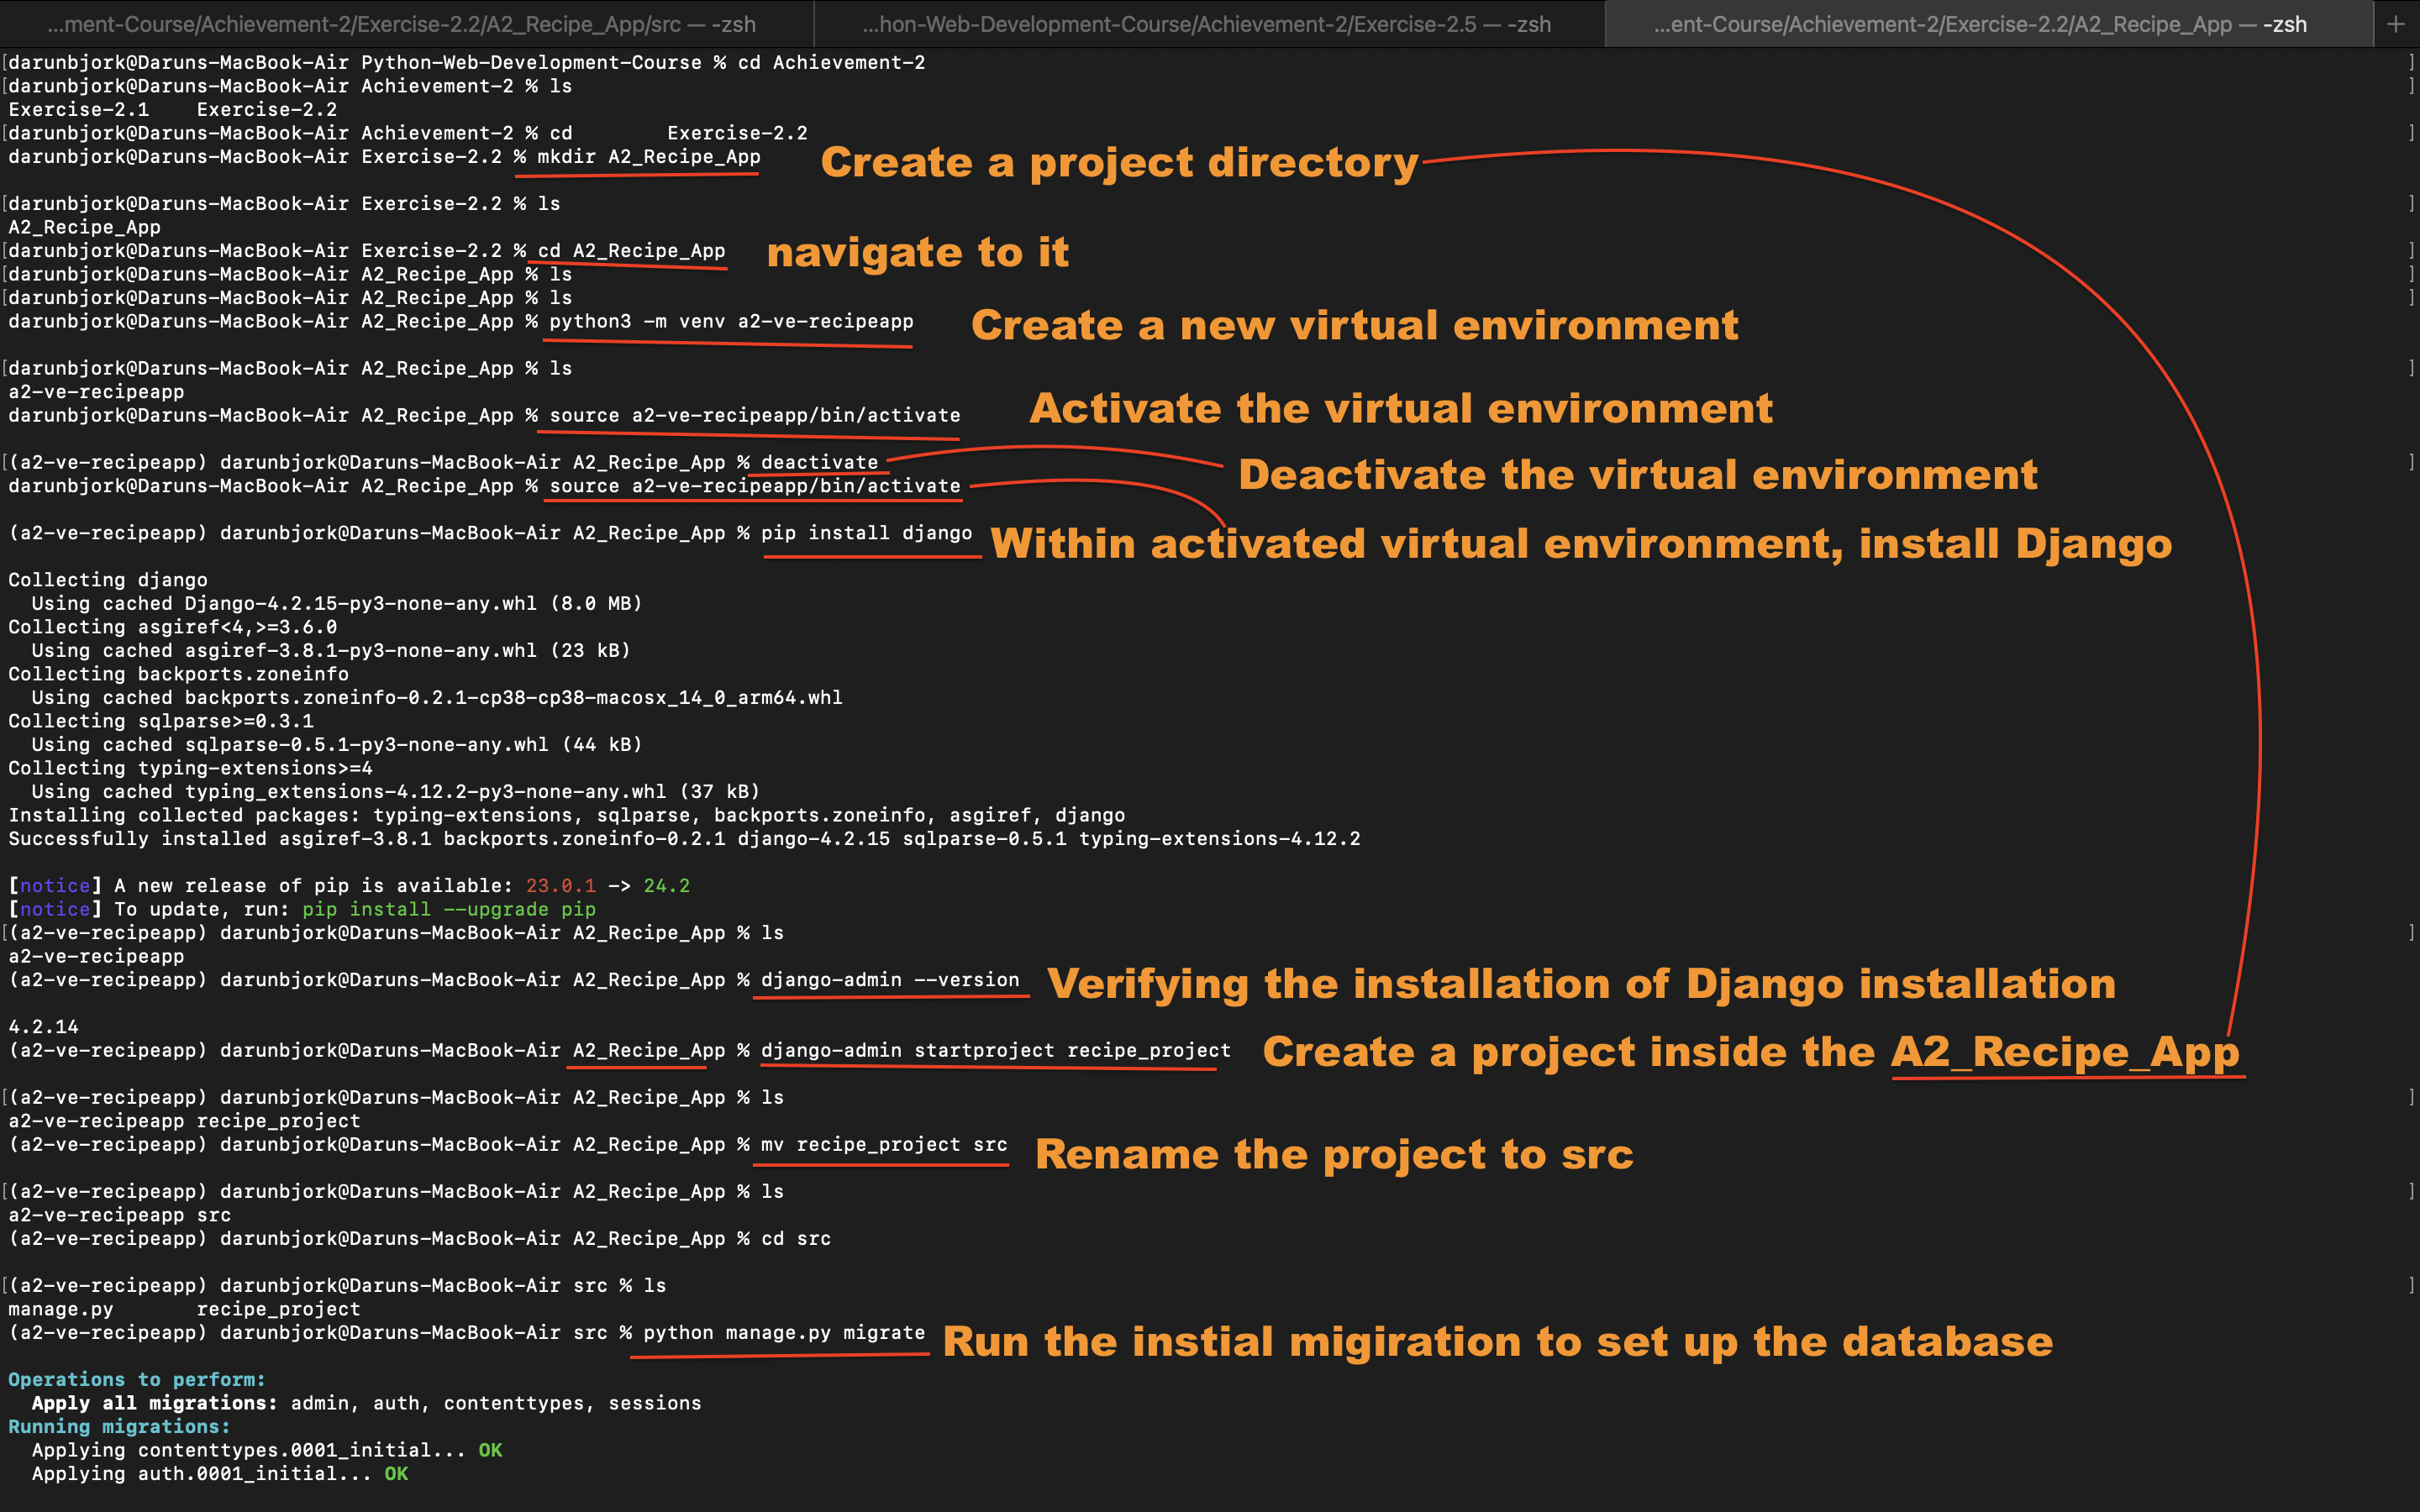 ...ment-Course/Achievement-2/Exercise-2.2/A2_Recipe_App/src — -zsh
...hon-Web-Development-Course/Achievement-2/Exercise-2.5 — -zsh
...ent-Course/Achievement-2/Exercise-2.2/A2_Recipe_App — -zsh
+
[darunbjork@Daruns-MacBook-Air Python-Web-Development-Course % cd Achievement-2 ]
[darunbjork@Daruns-MacBook-Air Achievement-2 % ls ]
Exercise-2.1    Exercise-2.2
[darunbjork@Daruns-MacBook-Air Achievement-2 % cd        Exercise-2.2 ]
darunbjork@Daruns-MacBook-Air Exercise-2.2 % mkdir A2_Recipe_App
Create a project directory
[darunbjork@Daruns-MacBook-Air Exercise-2.2 % ls ]
A2_Recipe_App
[darunbjork@Daruns-MacBook-Air Exercise-2.2 % cd A2_Recipe_App ]
navigate to it
[darunbjork@Daruns-MacBook-Air A2_Recipe_App % ls ]
[darunbjork@Daruns-MacBook-Air A2_Recipe_App % ls ]
darunbjork@Daruns-MacBook-Air A2_Recipe_App % python3 -m venv a2-ve-recipeapp
Create a new virtual environment
[darunbjork@Daruns-MacBook-Air A2_Recipe_App % ls ]
a2-ve-recipeapp
darunbjork@Daruns-MacBook-Air A2_Recipe_App % source a2-ve-recipeapp/bin/activate
Activate the virtual environment
[(a2-ve-recipeapp) darunbjork@Daruns-MacBook-Air A2_Recipe_App % deactivate ]
Deactivate the virtual environment
darunbjork@Daruns-MacBook-Air A2_Recipe_App % source a2-ve-recipeapp/bin/activate
(a2-ve-recipeapp) darunbjork@Daruns-MacBook-Air A2_Recipe_App % pip install django
Within activated virtual environment, install Django
Collecting django
  Using cached Django-4.2.15-py3-none-any.whl (8.0 MB)
Collecting asgiref<4,>=3.6.0
  Using cached asgiref-3.8.1-py3-none-any.whl (23 kB)
Collecting backports.zoneinfo
  Using cached backports.zoneinfo-0.2.1-cp38-cp38-macosx_14_0_arm64.whl
Collecting sqlparse>=0.3.1
  Using cached sqlparse-0.5.1-py3-none-any.whl (44 kB)
Collecting typing-extensions>=4
  Using cached typing_extensions-4.12.2-py3-none-any.whl (37 kB)
Installing collected packages: typing-extensions, sqlparse, backports.zoneinfo, asgiref, django
Successfully installed asgiref-3.8.1 backports.zoneinfo-0.2.1 django-4.2.15 sqlparse-0.5.1 typing-extensions-4.12.2
[notice] A new release of pip is available: 23.0.1 -> 24.2
[notice] To update, run: pip install --upgrade pip
[(a2-ve-recipeapp) darunbjork@Daruns-MacBook-Air A2_Recipe_App % ls ]
a2-ve-recipeapp
(a2-ve-recipeapp) darunbjork@Daruns-MacBook-Air A2_Recipe_App % django-admin --version
Verifying the installation of Django installation
4.2.14
(a2-ve-recipeapp) darunbjork@Daruns-MacBook-Air A2_Recipe_App % django-admin startproject recipe_project
Create a project inside the A2_Recipe_App
[(a2-ve-recipeapp) darunbjork@Daruns-MacBook-Air A2_Recipe_App % ls ]
a2-ve-recipeapp recipe_project
(a2-ve-recipeapp) darunbjork@Daruns-MacBook-Air A2_Recipe_App % mv recipe_project src
Rename the project to src
[(a2-ve-recipeapp) darunbjork@Daruns-MacBook-Air A2_Recipe_App % ls ]
a2-ve-recipeapp src
(a2-ve-recipeapp) darunbjork@Daruns-MacBook-Air A2_Recipe_App % cd src
[(a2-ve-recipeapp) darunbjork@Daruns-MacBook-Air src % ls ]
manage.py       recipe_project
(a2-ve-recipeapp) darunbjork@Daruns-MacBook-Air src % python manage.py migrate
Run the instial migiration to set up the database
Operations to perform:
  Apply all migrations: admin, auth, contenttypes, sessions
Running migrations:
  Applying contenttypes.0001_initial... OK
  Applying auth.0001_initial... OK